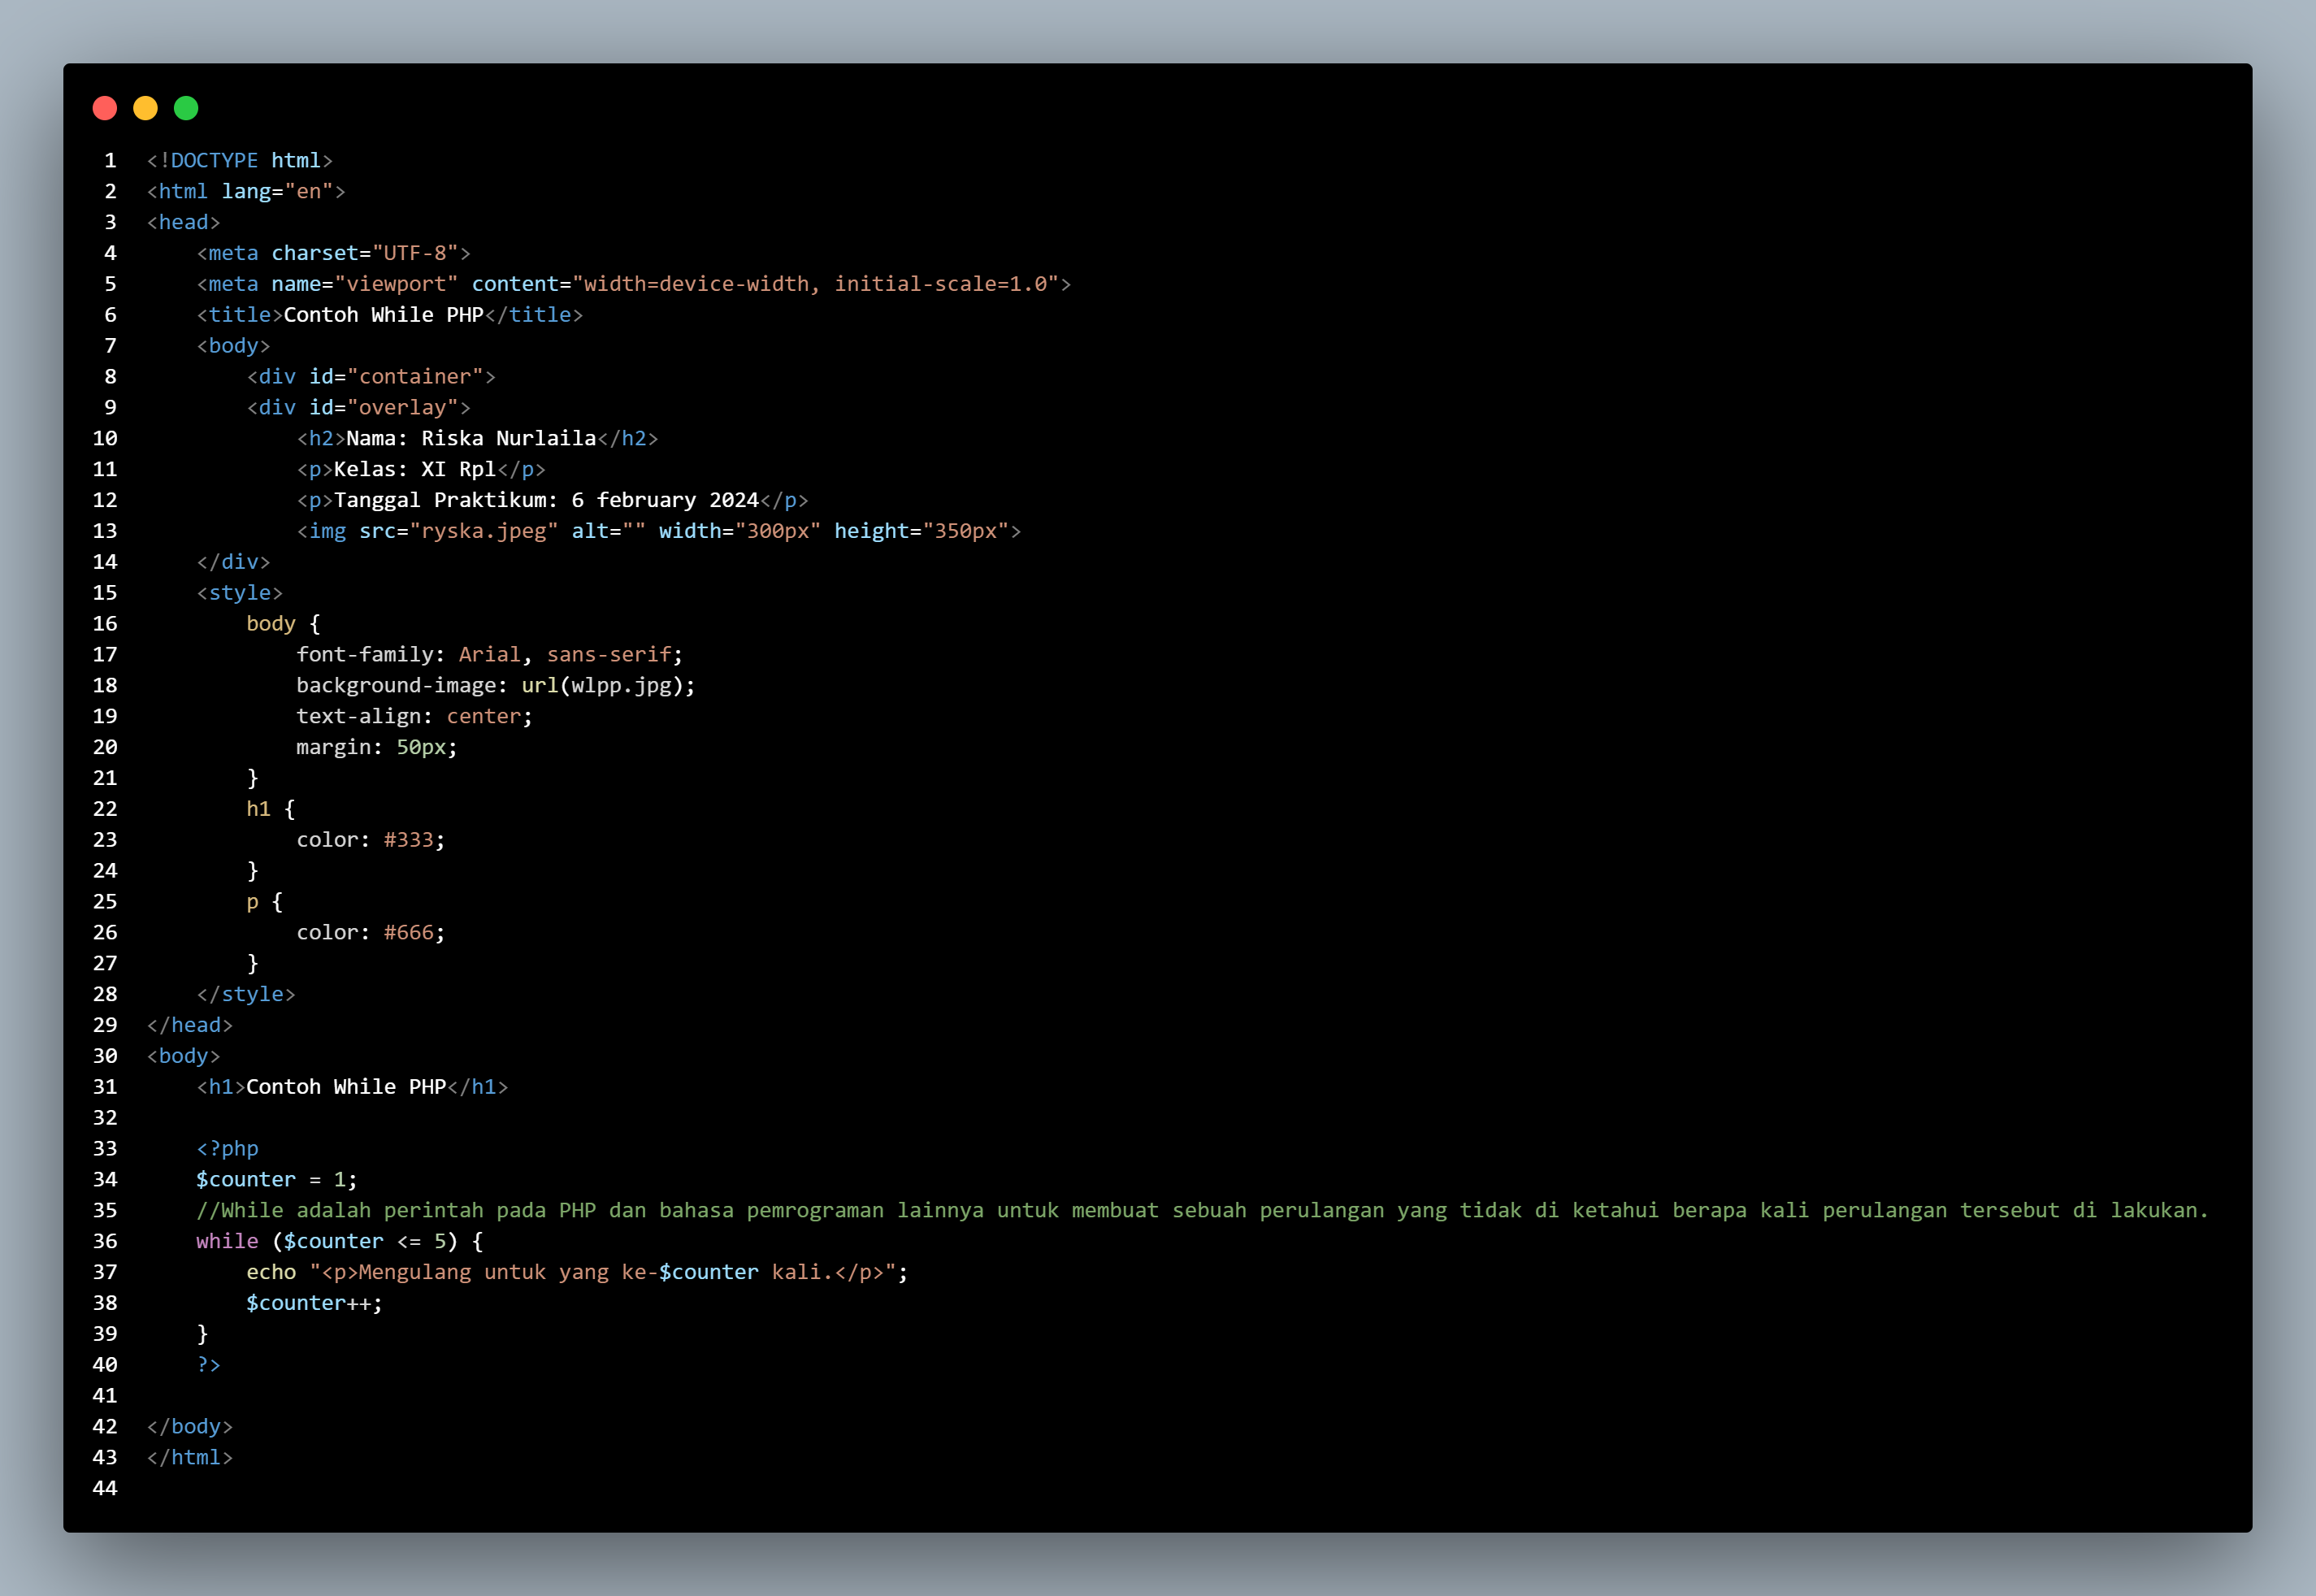 1 <!DOCTYPE html>
2 <html lang="en">
3 <head>
4     <meta charset="UTF-8">
5     <meta name="viewport" content="width=device-width, initial-scale=1.0">
6     <title>Contoh While PHP</title>
7     <body>
8         <div id="container">
9         <div id="overlay">
10             <h2>Nama: Riska Nurlaila</h2>
11             <p>Kelas: XI Rpl</p>
12             <p>Tanggal Praktikum: 6 february 2024</p>
13             <img src="ryska.jpeg" alt="" width="300px" height="350px">
14     </div>
15     <style>
16         body {
17             font-family: Arial, sans-serif;
18             background-image: url(wlpp.jpg);
19             text-align: center;
20             margin: 50px;
21         }
22         h1 {
23             color: #333;
24         }
25         p {
26             color: #666;
27         }
28     </style>
29 </head>
30 <body>
31     <h1>Contoh While PHP</h1>
32
33     <?php
34     $counter = 1;
35     //While adalah perintah pada PHP dan bahasa pemrograman lainnya untuk membuat sebuah perulangan yang tidak di ketahui berapa kali perulangan tersebut di lakukan.
36     while ($counter <= 5) {
37         echo "<p>Mengulang untuk yang ke-$counter kali.</p>";
38         $counter++;
39     }
40     ?>
41
42 </body>
43 </html>
44